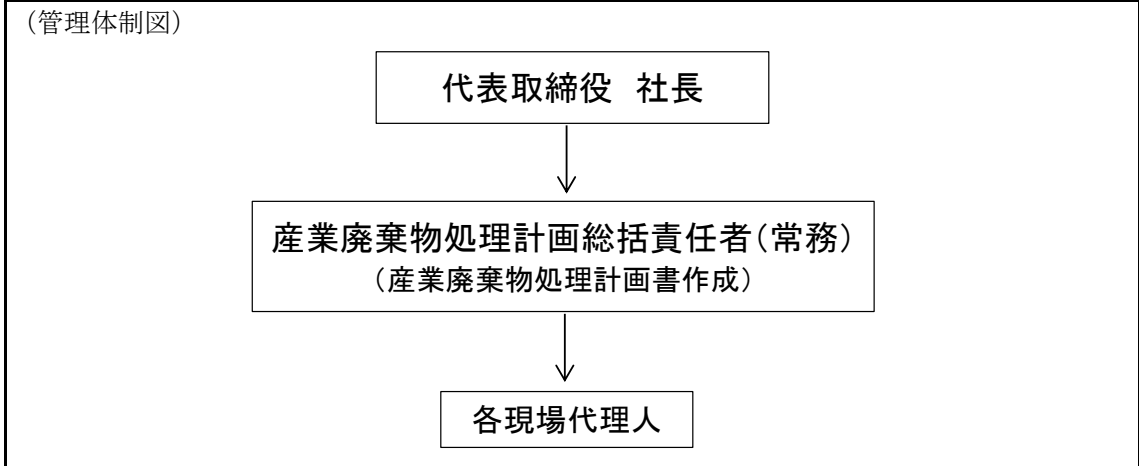 （管理体制図）
代表取締役　社長
産業廃棄物処理計画総括責任者（常務）
（産業廃棄物処理計画書作成）
各現場代理人